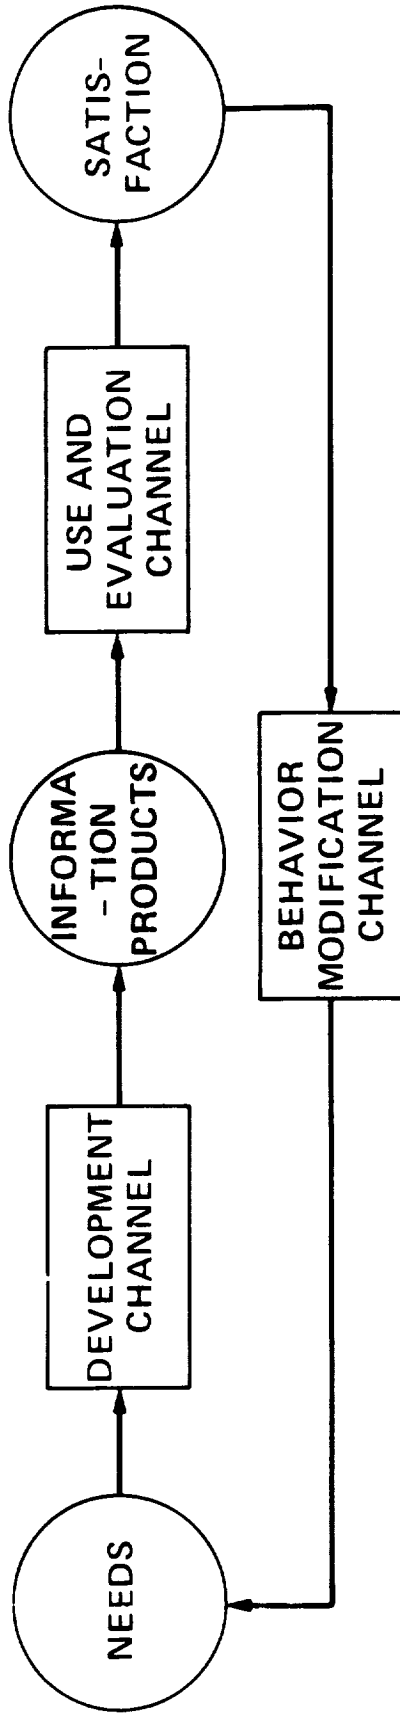 NEEDS
DEVELOPMENT
CHANNEL
INFORMA
- TION
PRODUCTS
USE AND
EVALUATION
CHANNEL
SATIS-
FACTION
BEHAVIOR
MODIFICATION
CHANNEL